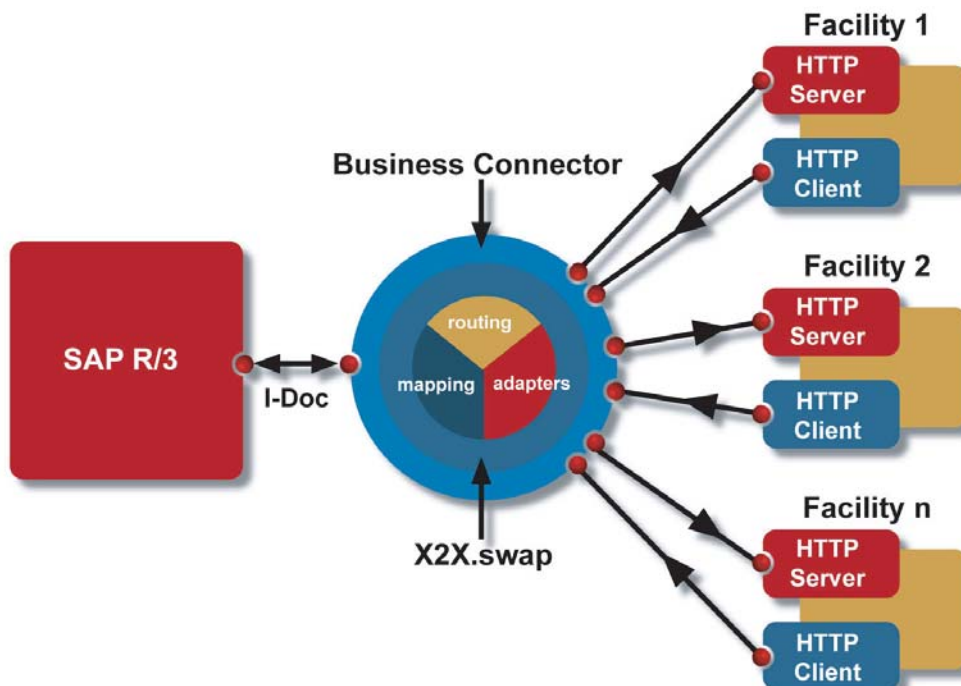 Facility 1
HTTP
Server
HTTP
Client
Business Connector
Facility 2
HTTP
Server
HTTP
Client
routing
mapping
adapters
SAP R/3
I-Doc
X2X.swap
Facility n
HTTP
Server
HTTP
Client